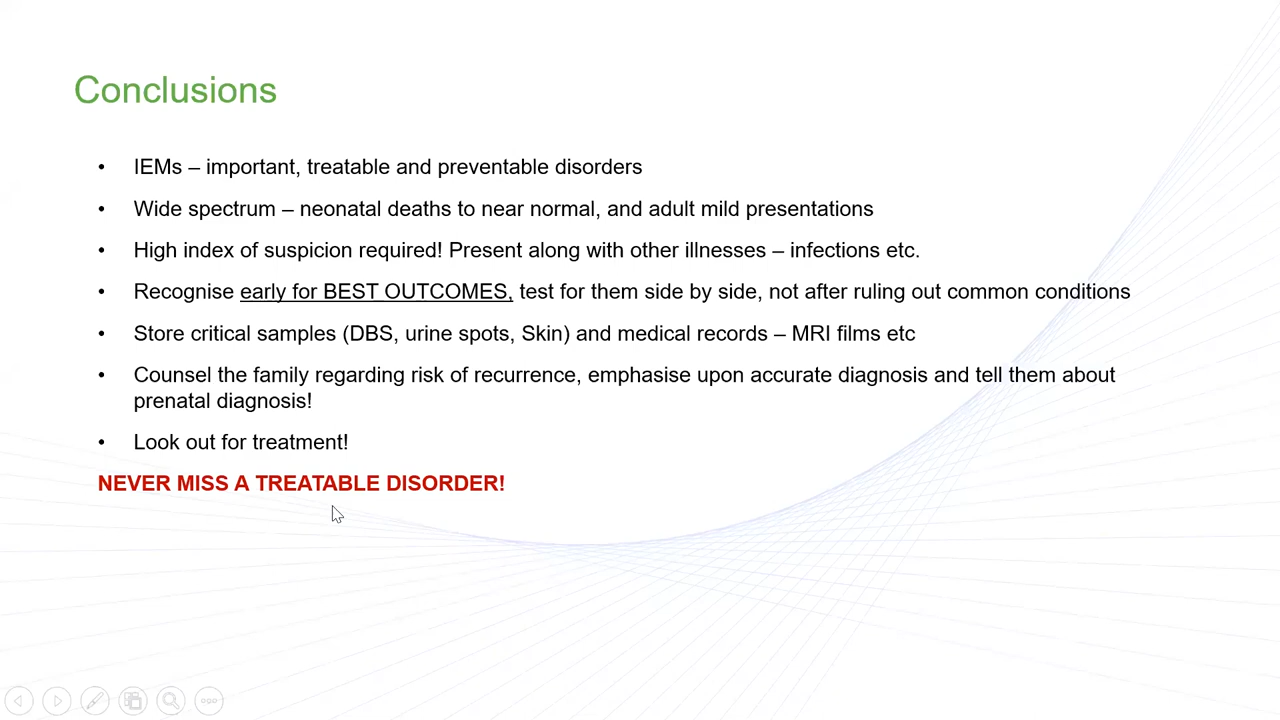 Conclusions
• IEMs – important, treatable and preventable disorders
• Wide spectrum – neonatal deaths to near normal, and adult mild presentations
• High index of suspicion required! Present along with other illnesses – infections etc.
• Recognise early for BEST OUTCOMES, test for them side by side, not after ruling out common conditions
• Store critical samples (DBS, urine spots, Skin) and medical records – MRI films etc
• Counsel the family regarding risk of recurrence, emphasise upon accurate diagnosis and tell them about
prenatal diagnosis!
• Look out for treatment!
NEVER MISS A TREATABLE DISORDER!